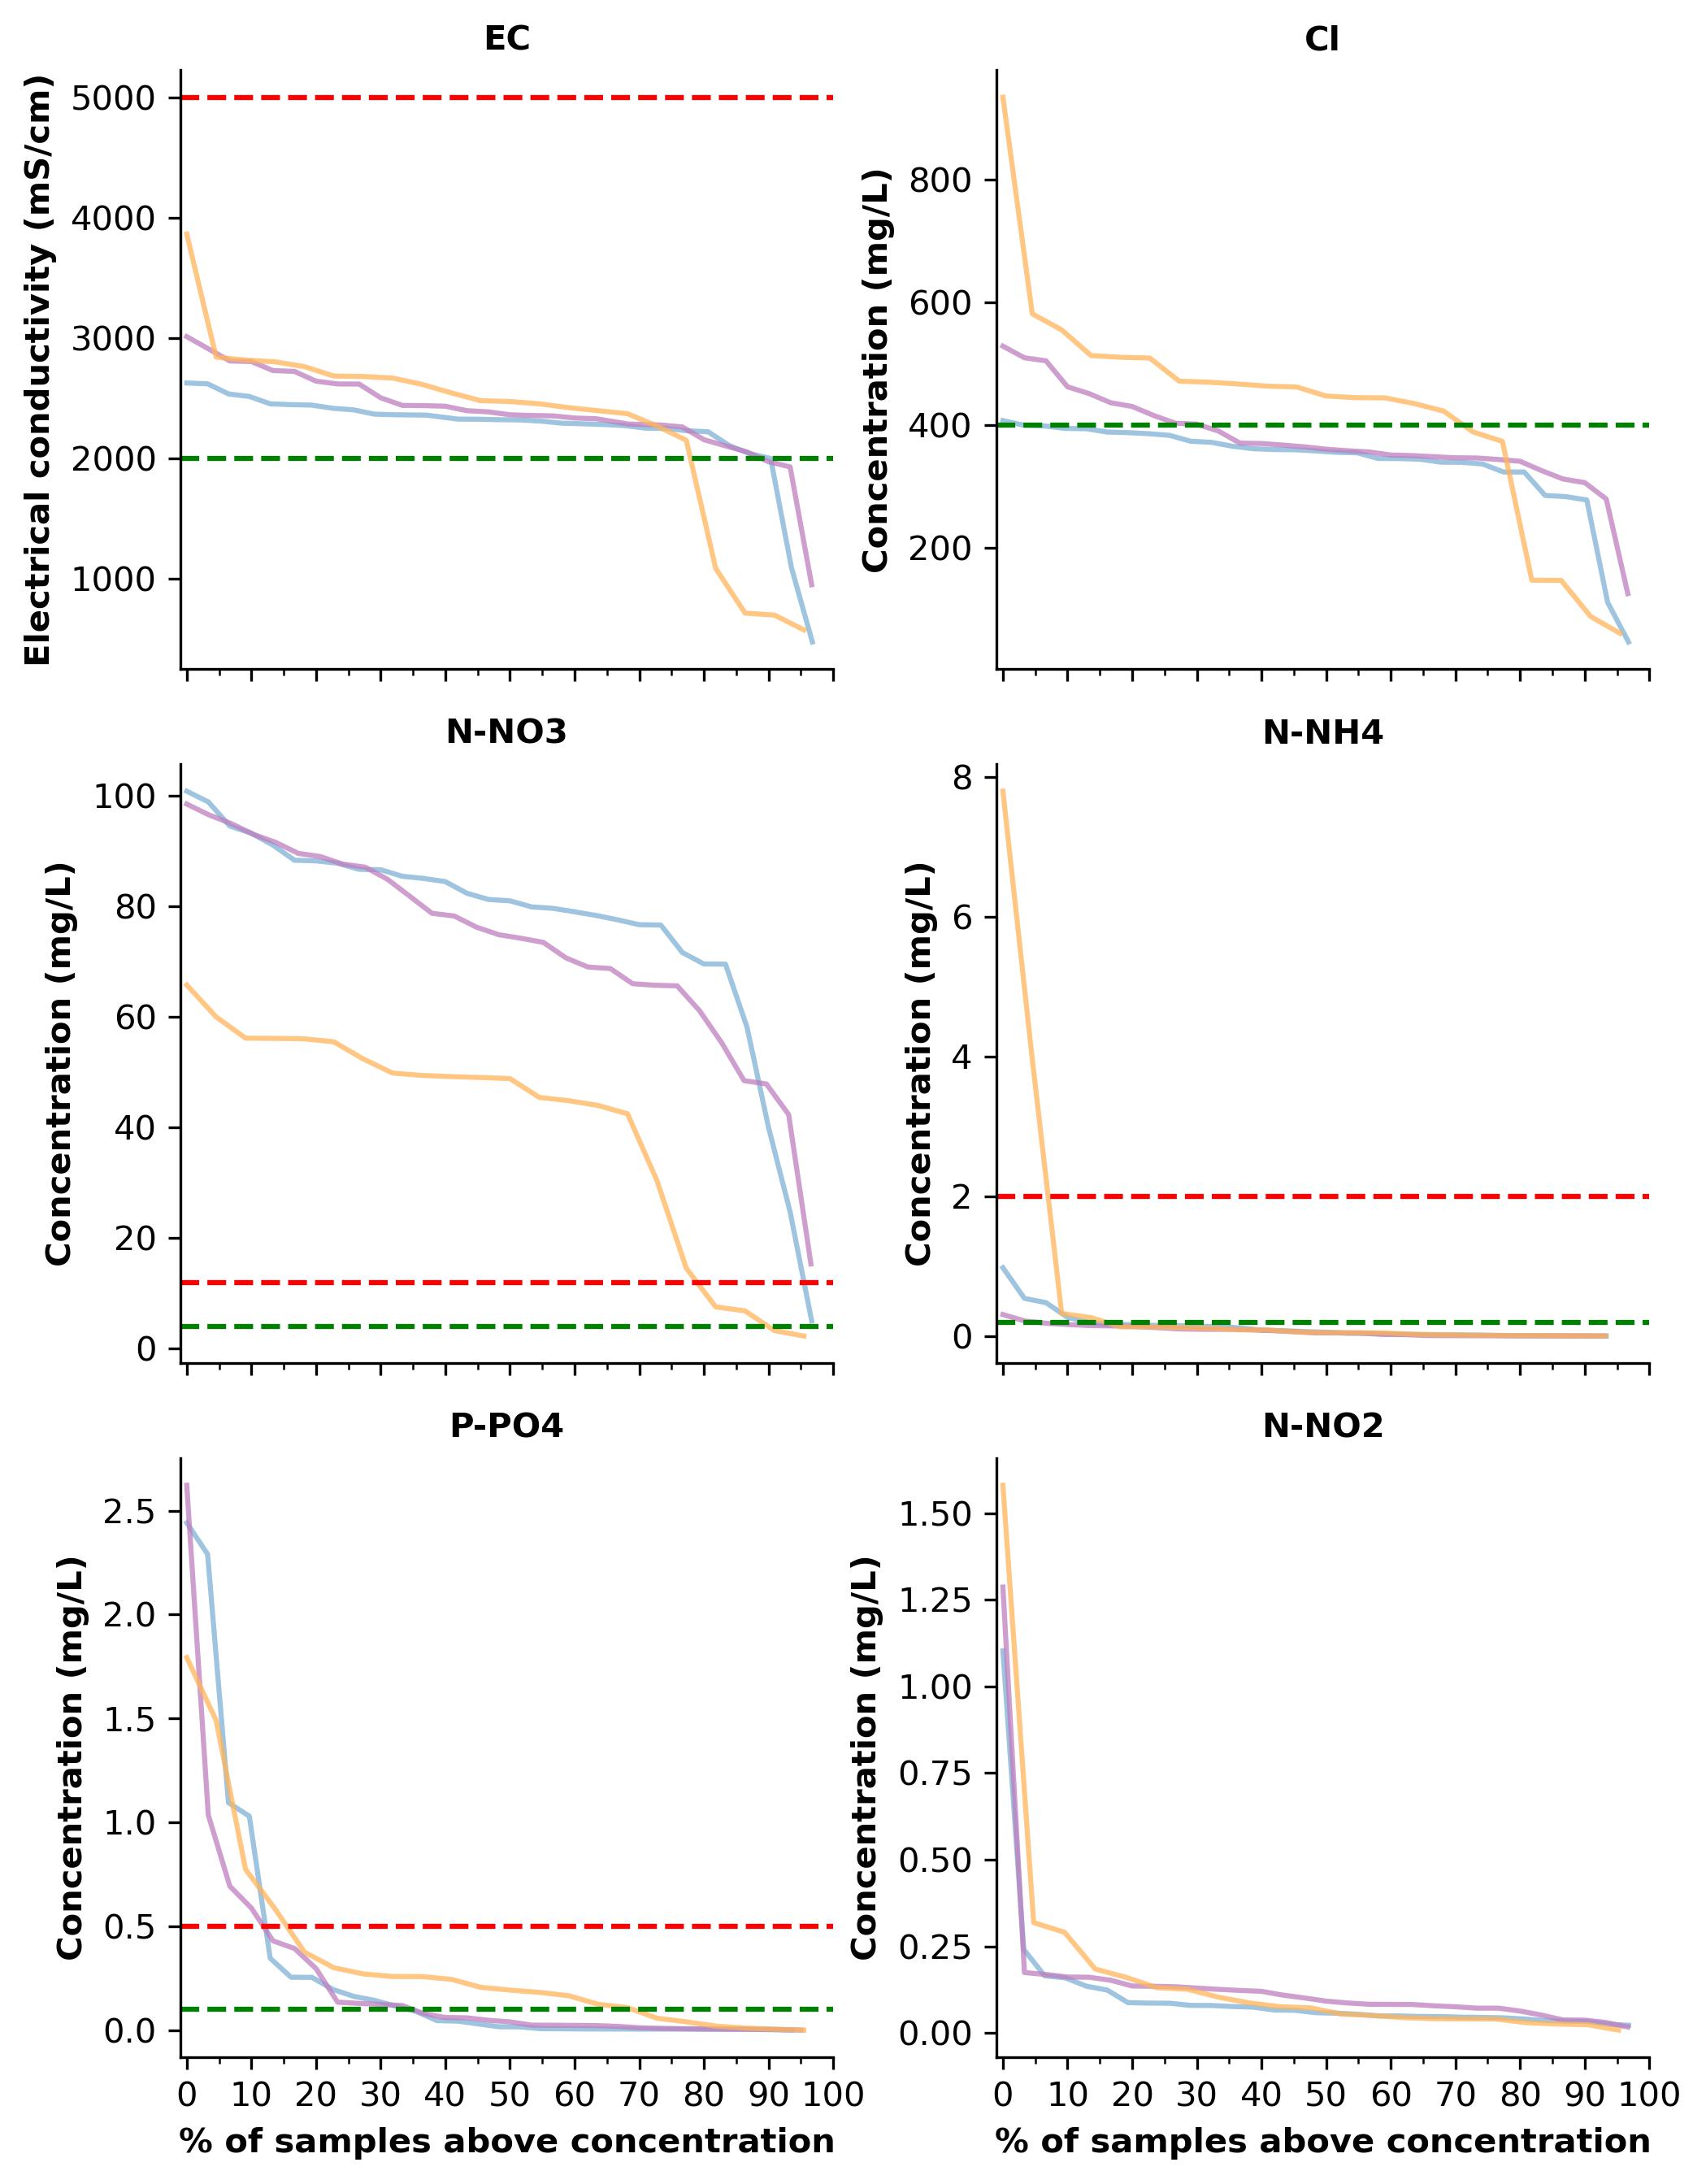 EC
Electrical conductivity (mS/cm)
5000
4000
3000
2000
1000
Cl
Concentration (mg/L)
800
600
400
200
N-NO3
Concentration (mg/L)
100
80
60
40
20
0
N-NH4
Concentration (mg/L)
8
6
4
2
0
P-PO4
Concentration (mg/L)
2.5
2.0
1.5
1.0
0.5
0.0
0 10 20 30 40 50 60 70 80 90 100
% of samples above concentration
N-NO2
Concentration (mg/L)
1.50
1.25
1.00
0.75
0.50
0.25
0.00
0 10 20 30 40 50 60 70 80 90 100
% of samples above concentration